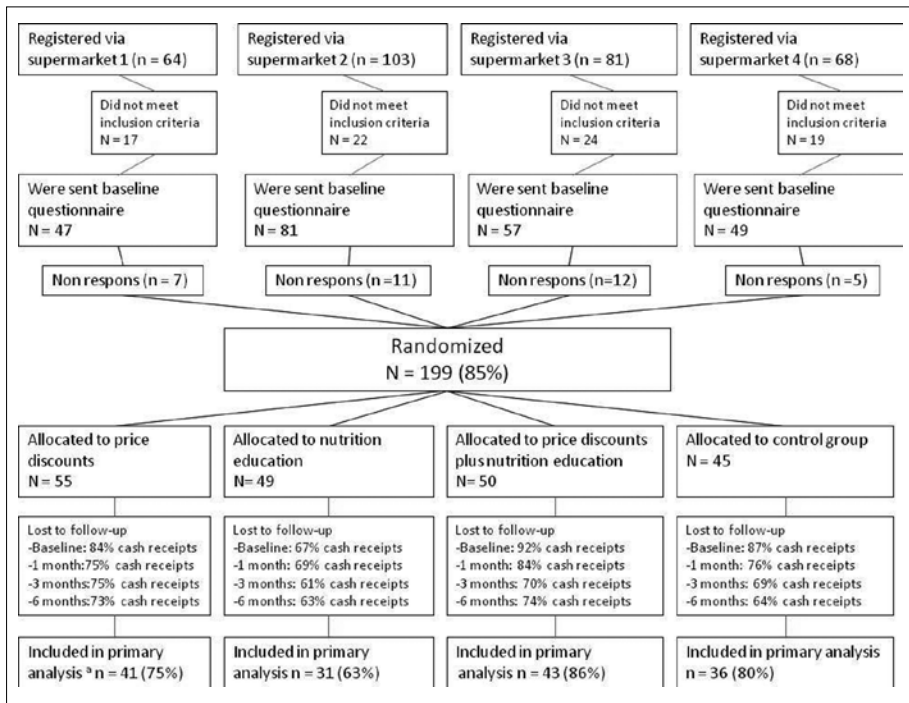 Registered via
supermarket 1 (n = 64)
Registered via
supermarket 2 (n = 103)
Registered via
supermarket 3 (n = 81)
Registered via
supermarket 4 (n = 68)
Did not meet
inclusion criteria
N = 17
Did not meet
inclusion criteria
N = 22
Did not meet
inclusion criteria
N = 24
Did not meet
inclusion criteria
N = 19
Were sent baseline
questionnaire
N = 47
Were sent baseline
questionnaire
N = 81
Were sent baseline
questionnaire
N = 57
Were sent baseline
questionnaire
N = 49
Non respons (n = 7)
Non respons (n =11)
Non respons (n=12)
Non respons (n =5)
Randomized
N = 199 (85%)
Allocated to price
discounts
N = 55
Allocated to nutrition
education
N= 49
Allocated to price discounts
plus nutrition education
N= 50
Allocated to control group
N = 45
Lost to follow-up
-Baseline: 84% cash receipts
-1 month:75% cash receipts
-3 months:75% cash receipts
-6 months:73% cash receipts
Lost to follow-up
-Baseline: 67% cash receipts
-1 month: 69% cash receipts
-3 months: 61% cash receipts
-6 months: 63% cash receipts
Lost to follow-up
-Baseline: 92% cash receipts
-1 month: 84% cash receipts
-3 months: 70% cash receipts
-6 months: 74% cash receipts
Lost to follow-up
-Baseline: 87% cash receipts
-1 month: 76% cash receipts
-3 months: 69% cash receipts
-6 months: 64% cash receipts
Included in primary
analysis ᵃ n = 41 (75%)
Included in primary
analysis n = 31 (63%)
Included in primary
analysis n = 43 (86%)
Included in primary analysis
n = 36 (80%)